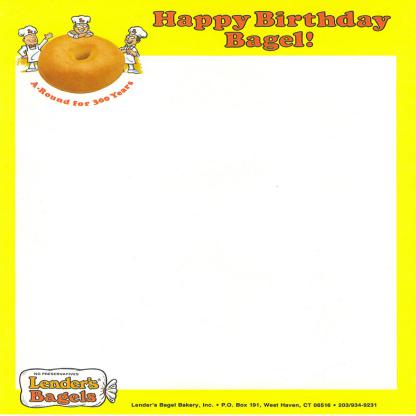 Happy Birthday
Bagel!
A-Round for 300 Years
NO PRESERVATIVES
Lender's
Bagels
Lender's Bagel Bakery, Inc. • P.O. Box 191, West Haven, CT 06516 • 203/934-9231